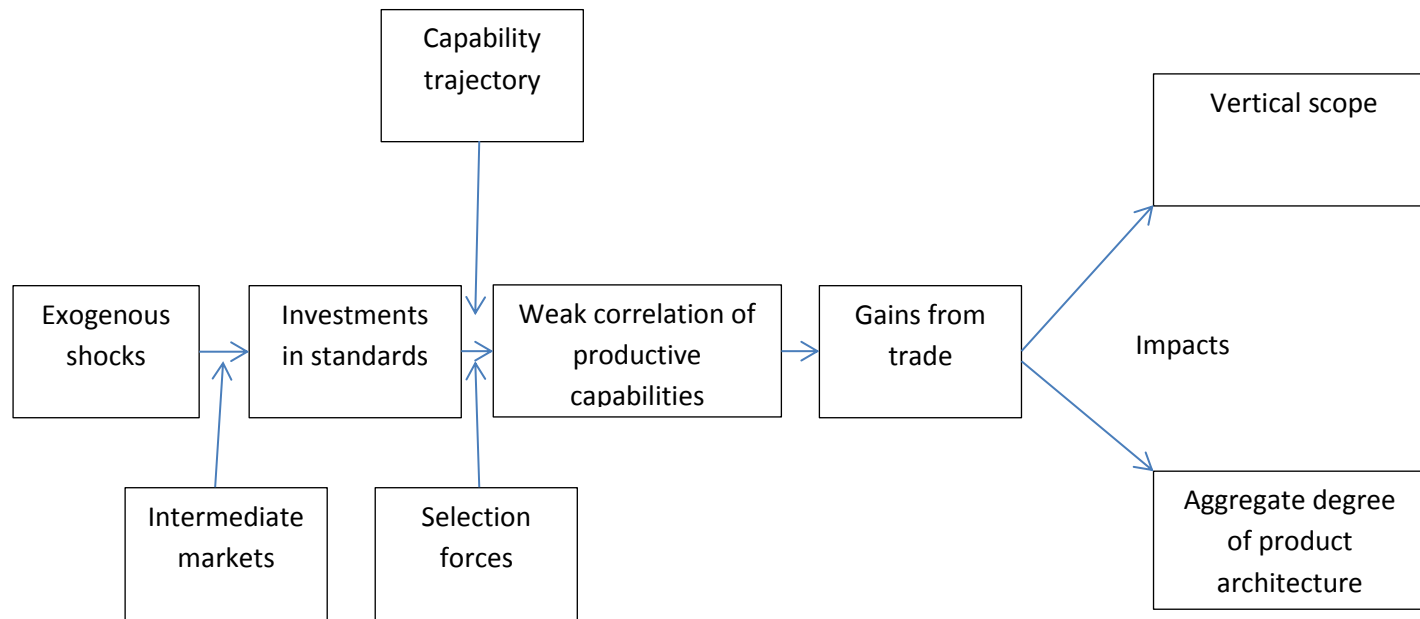 Capability
trajectory
Vertical scope
Exogenous
shocks
Investments
in standards
Weak correlation of
productive
capabilities
Gains from
trade
Impacts
Intermediate
markets
Selection
forces
Aggregate degree
of product
architecture